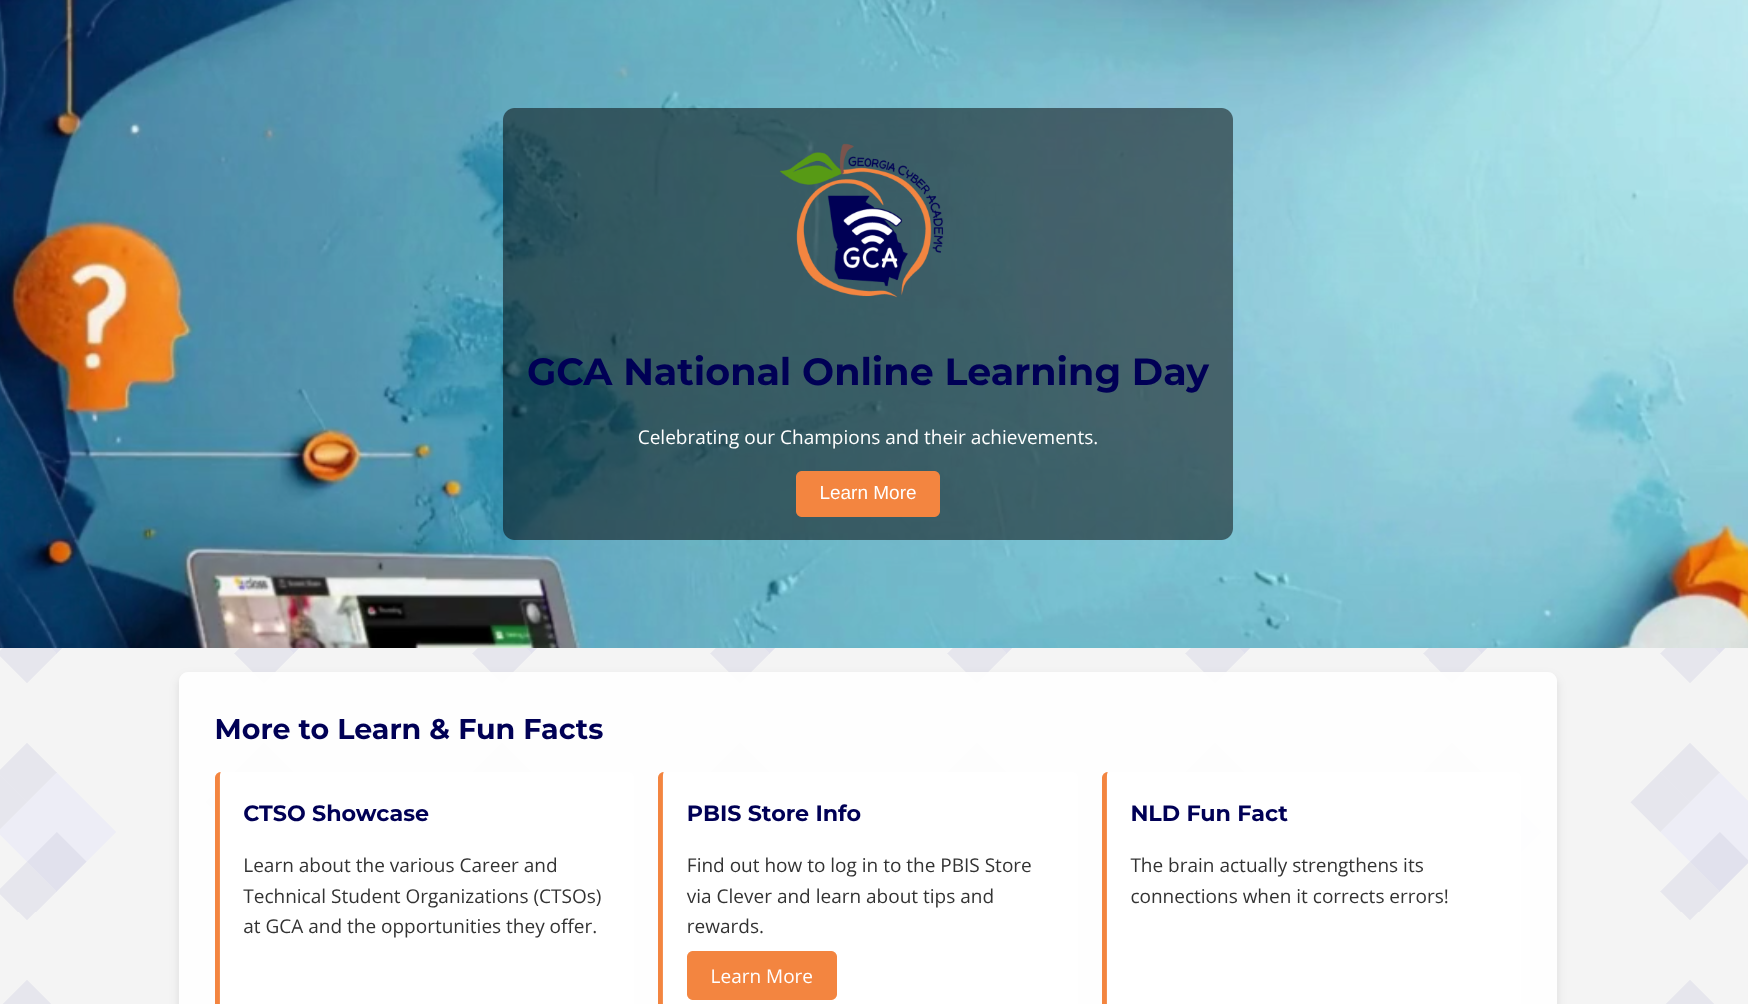 GEORGIA CYBER ACADEMY
GCA
GCA National Online Learning Day
Celebrating our Champions and their achievements.
Learn More
?
More to Learn & Fun Facts
CTSO Showcase
Learn about the various Career and
Technical Student Organizations (CTSOs)
at GCA and the opportunities they offer.
PBIS Store Info
Find out how to log in to the PBIS Store
via Clever and learn about tips and
rewards.
Learn More
NLD Fun Fact
The brain actually strengthens its
connections when it corrects errors!